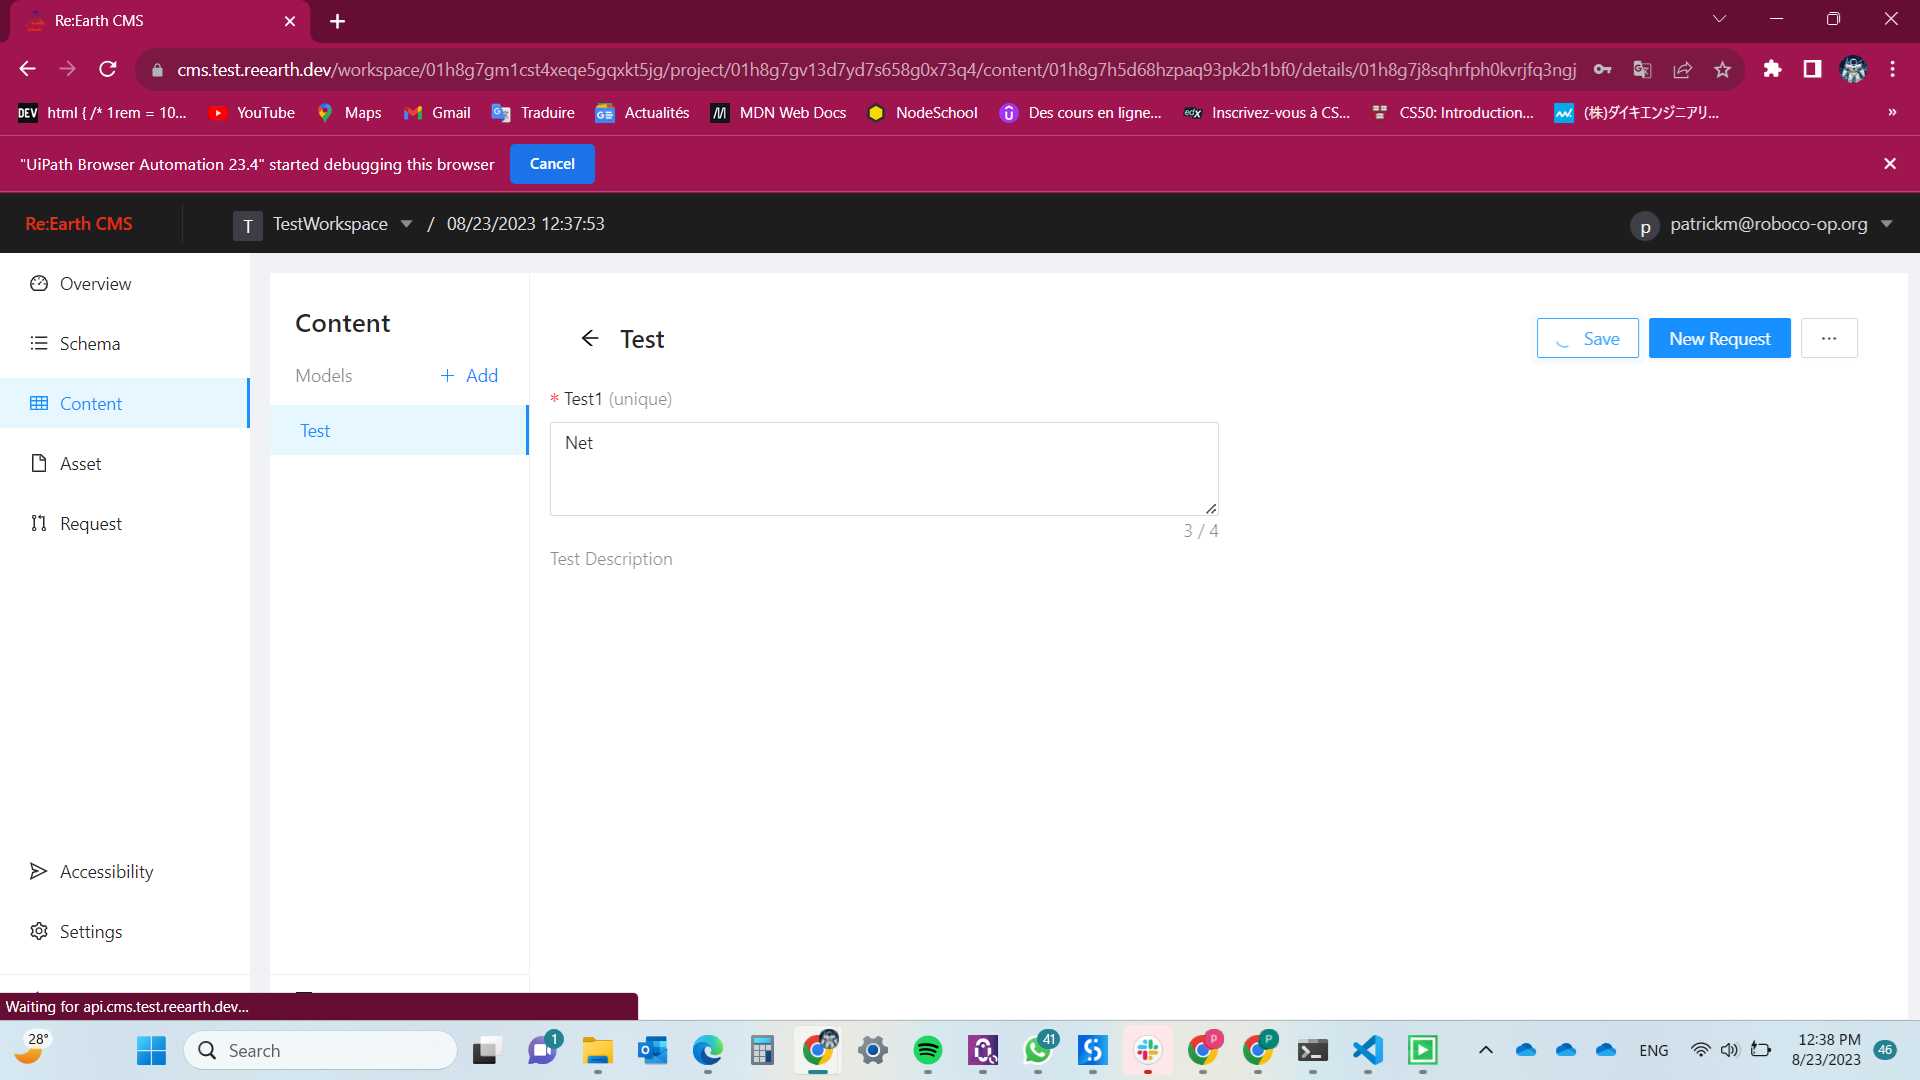 Re:Earth CMS
cms.test.reearth.dev/workspace/01h8g7gm1cst4xeqe5gqxkt5jg/project/01h8g7gv13d7yd7s658g0x73q4/content/01h8g7h5d68hzpaq93pk2b1bf0/details/01h8g7j8sqhrfph0kvrjfq3ngj
DEV html { /* 1rem = 10... YouTube Maps Gmail Traduire Actualités MDN Web Docs NodeSchool Des cours en ligne... edX Inscrivez-vous à CS... CS50: Introduction... (株)ダイキエンジニアリ... »
"UiPath Browser Automation 23.4" started debugging this browser Cancel
Re:Earth CMS T TestWorkspace / 08/23/2023 12:37:53 p patrickm@roboco-op.org
Overview
Schema
Content
Asset
Request
Accessibility
Settings
Content
Models + Add
Test
Test
Save New Request ...
* Test1 (unique)
Net
3 / 4
Test Description
Waiting for api.cms.test.reearth.dev...
28° Search 1 41 P P ENG 12:38 PM
8/23/2023 46